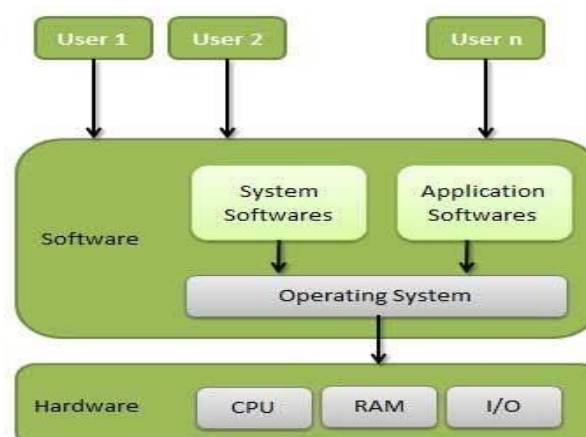 User 1
User 2
User n
System
Softwares
Application
Softwares
Software
Operating System
Hardware
CPU
RAM
I/O